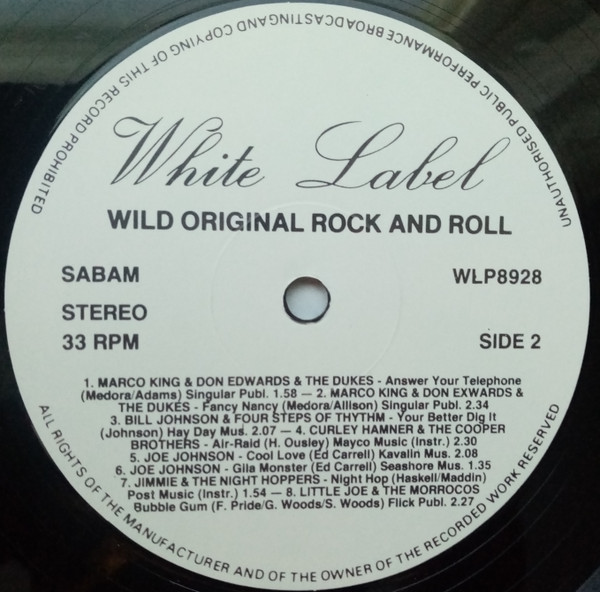 UNAUTHORISED PUBLIC PERFORMANCE BROADCASTINGAND COPYING OF THIS RECORD PROHIBITED
White Label
WILD ORIGINAL ROCK AND ROLL
SABAM
WLP8928
STEREO
33 RPM
SIDE 2
1. MARCO KING & DON EDWARDS & THE DUKES - Answer Your Telephone
(Medora/Adams) Singular Publ. 1.58 — 2. MARCO KING & DON EXWARDS &
THE DUKES - Fancy Nancy (Medora/Allison) Singular Publ. 2.34
3. BILL JOHNSON & FOUR STEPS OF THYTHM - Your Better Dig It
(Johnson) Hay Day Mus. 2.07 — 4. CURLEY HAMNER & THE COOPER
BROTHERS - Air-Raid (H. Ousley) Mayco Music (Instr.) 2.30
5. JOE JOHNSON - Cool Love (Ed Carrell) Kavalin Mus. 2.08
6. JOE JOHNSON - Gila Monster (Ed Carrell) Seashore Mus. 1.35
7. JIMMIE & THE NIGHT HOPPERS - Night Hop (Haskell/Maddin)
Post Music (Instr.) 1.54 — 8. LITTLE JOE & THE MORROCOS
Bubble Gum (F. Pride/G. Woods/S. Woods) Flick Publ. 2.27
ALL RIGHTS OF THE MANUFACTURER AND OF THE OWNER OF THE RECORDED WORK RESERVED